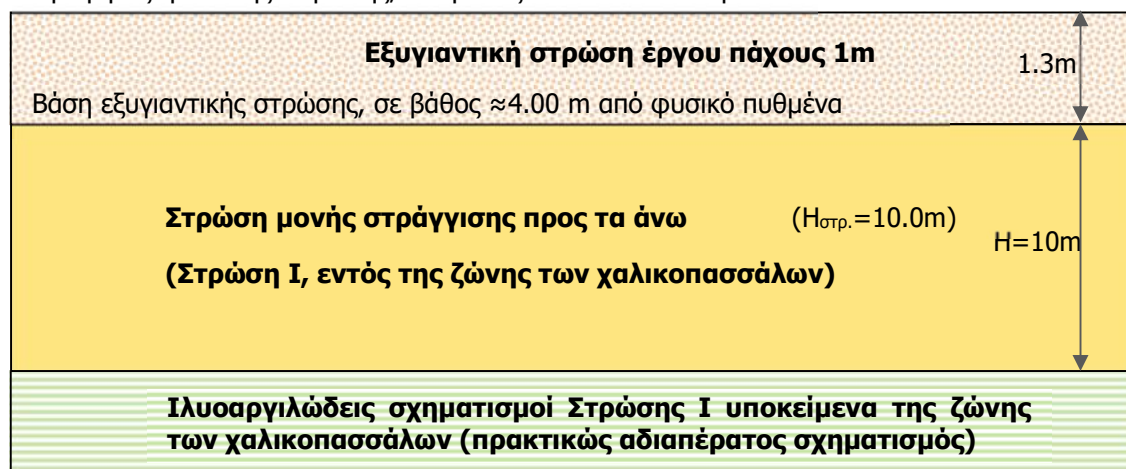 Εξυγιαντική στρώση έργου πάχους 1m
1.3m
Βάση εξυγιαντικής στρώσης, σε βάθος ≈4.00 m από φυσικό πυθμένα
Στρώση μονής στράγγισης προς τα άνω (Hστρ.=10.0m)
H=10m
(Στρώση Ι, εντός της ζώνης των χαλικοπασσάλων)
Ιλυοαργιλώδεις σχηματισμοί Στρώσης Ι υποκείμενα της ζώνης
των χαλικοπασσάλων (πρακτικώς αδιαπέρατος σχηματισμός)